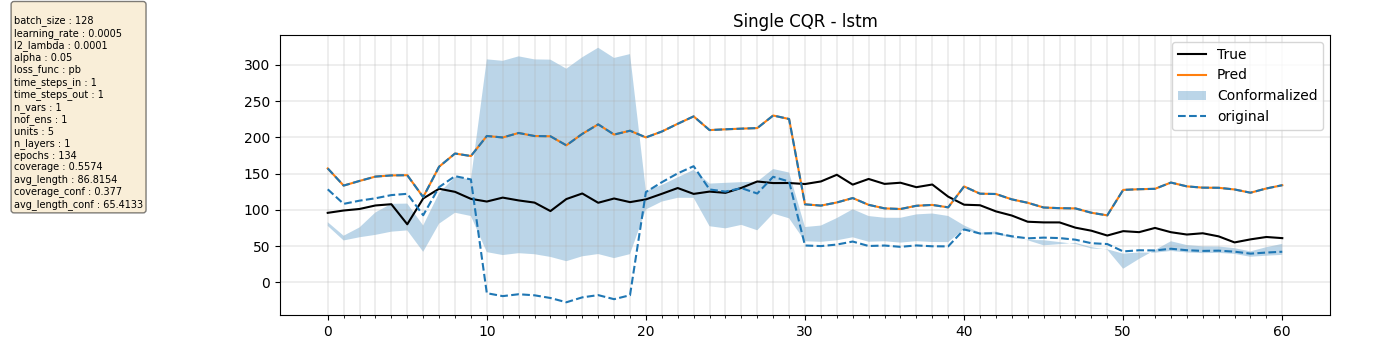 batch_size : 128
learning_rate : 0.0005
l2_lambda : 0.0001
alpha : 0.05
loss_func : pb
time_steps_in : 1
time_steps_out : 1
n_vars : 1
nof_ens : 1
units : 5
n_layers : 1
epochs : 134
coverage : 0.5574
avg_length : 86.8154
coverage_conf : 0.377
avg_length_conf : 65.4133
Single CQR - lstm
300
250
200
150
100
50
0
0 10 20 30 40 50 60
True
Pred
Conformalized
original